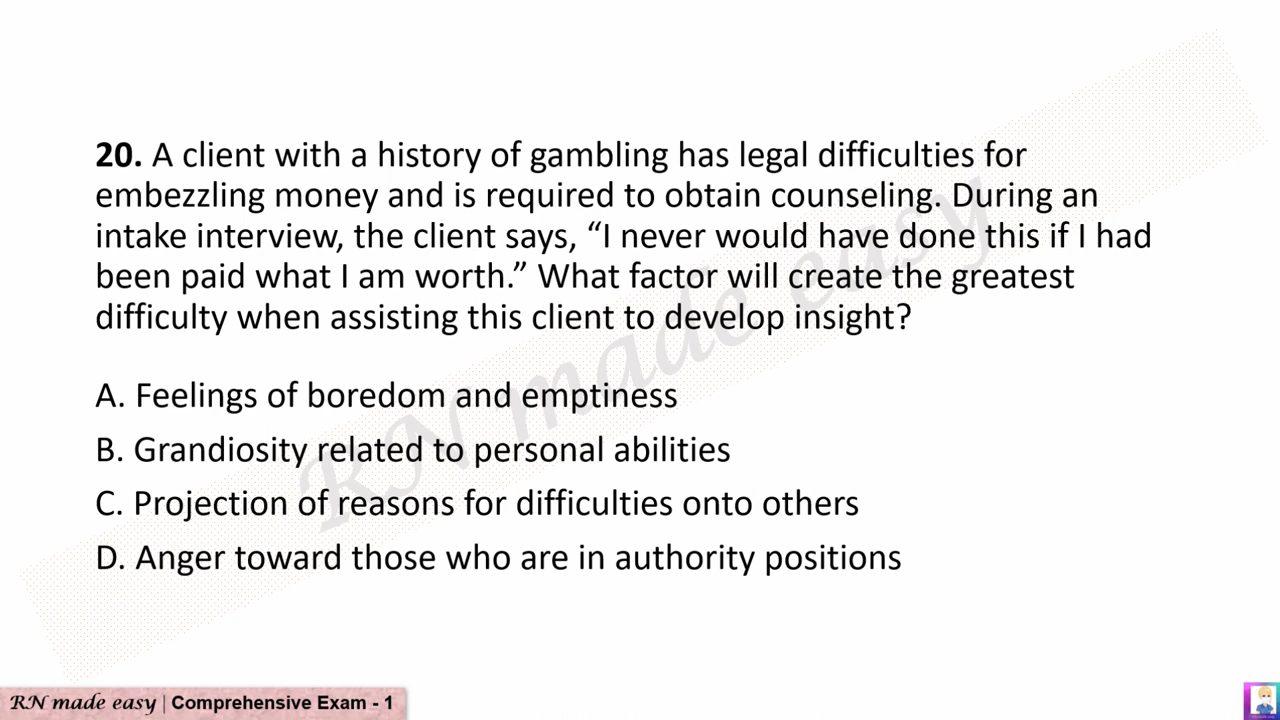 20. A client with a history of gambling has legal difficulties for
embezzling money and is required to obtain counseling. During an
intake interview, the client says, “I never would have done this if I had
been paid what I am worth.” What factor will create the greatest
difficulty when assisting this client to develop insight?
A. Feelings of boredom and emptiness
B. Grandiosity related to personal abilities
C. Projection of reasons for difficulties onto others
D. Anger toward those who are in authority positions
RN made easy
RN made easy | Comprehensive Exam - 1